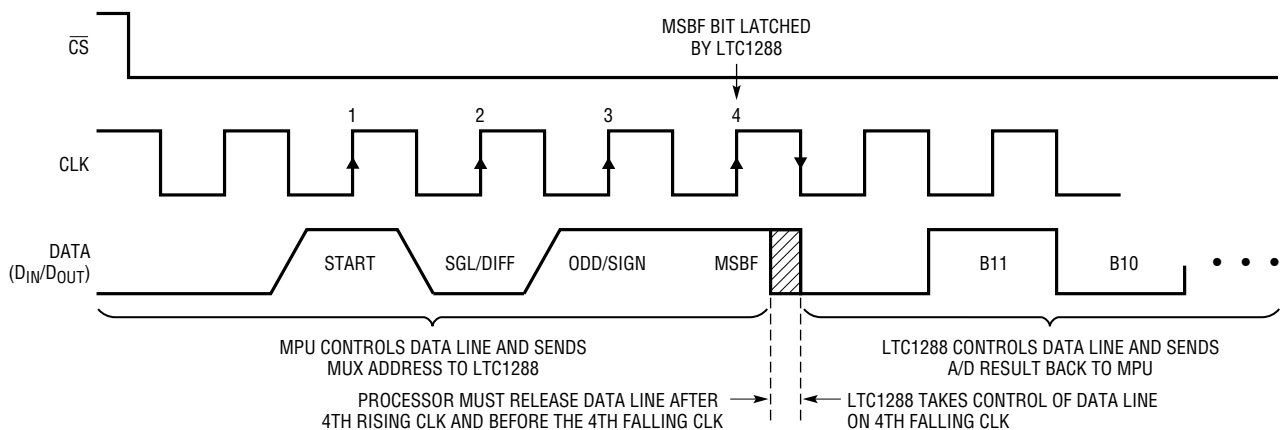 MSBF BIT LATCHED
BY LTC1288
CS
1 2 3 4
CLK
DATA
(DIN/DOUT)
START SGL/DIFF ODD/SIGN MSBF B11 B10 • • •
MPU CONTROLS DATA LINE AND SENDS
MUX ADDRESS TO LTC1288
LTC1288 CONTROLS DATA LINE AND SENDS
A/D RESULT BACK TO MPU
PROCESSOR MUST RELEASE DATA LINE AFTER
4TH RISING CLK AND BEFORE THE 4TH FALLING CLK
LTC1288 TAKES CONTROL OF DATA LINE
ON 4TH FALLING CLK